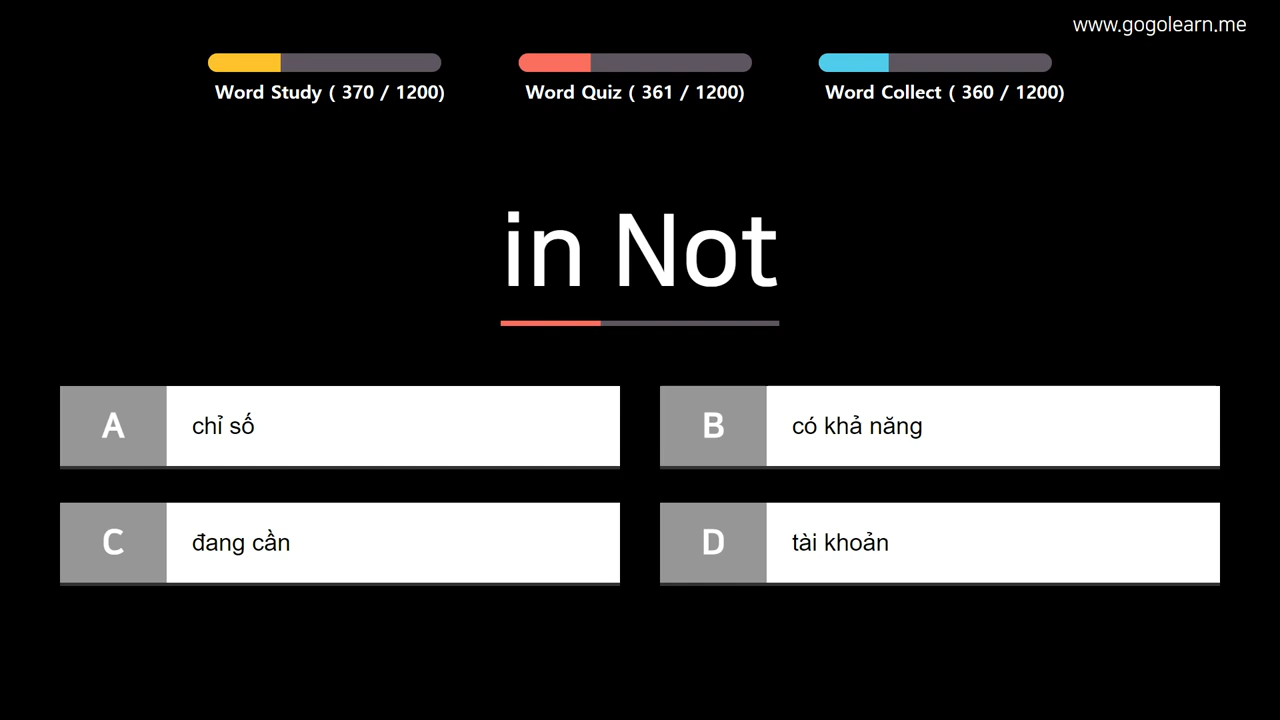 www.gogolearn.me
Word Study ( 370 / 1200)
Word Quiz ( 361 / 1200)
Word Collect ( 360 / 1200)
in Not
A
chỉ số
B
có khả năng
C
đang cần
D
tài khoản